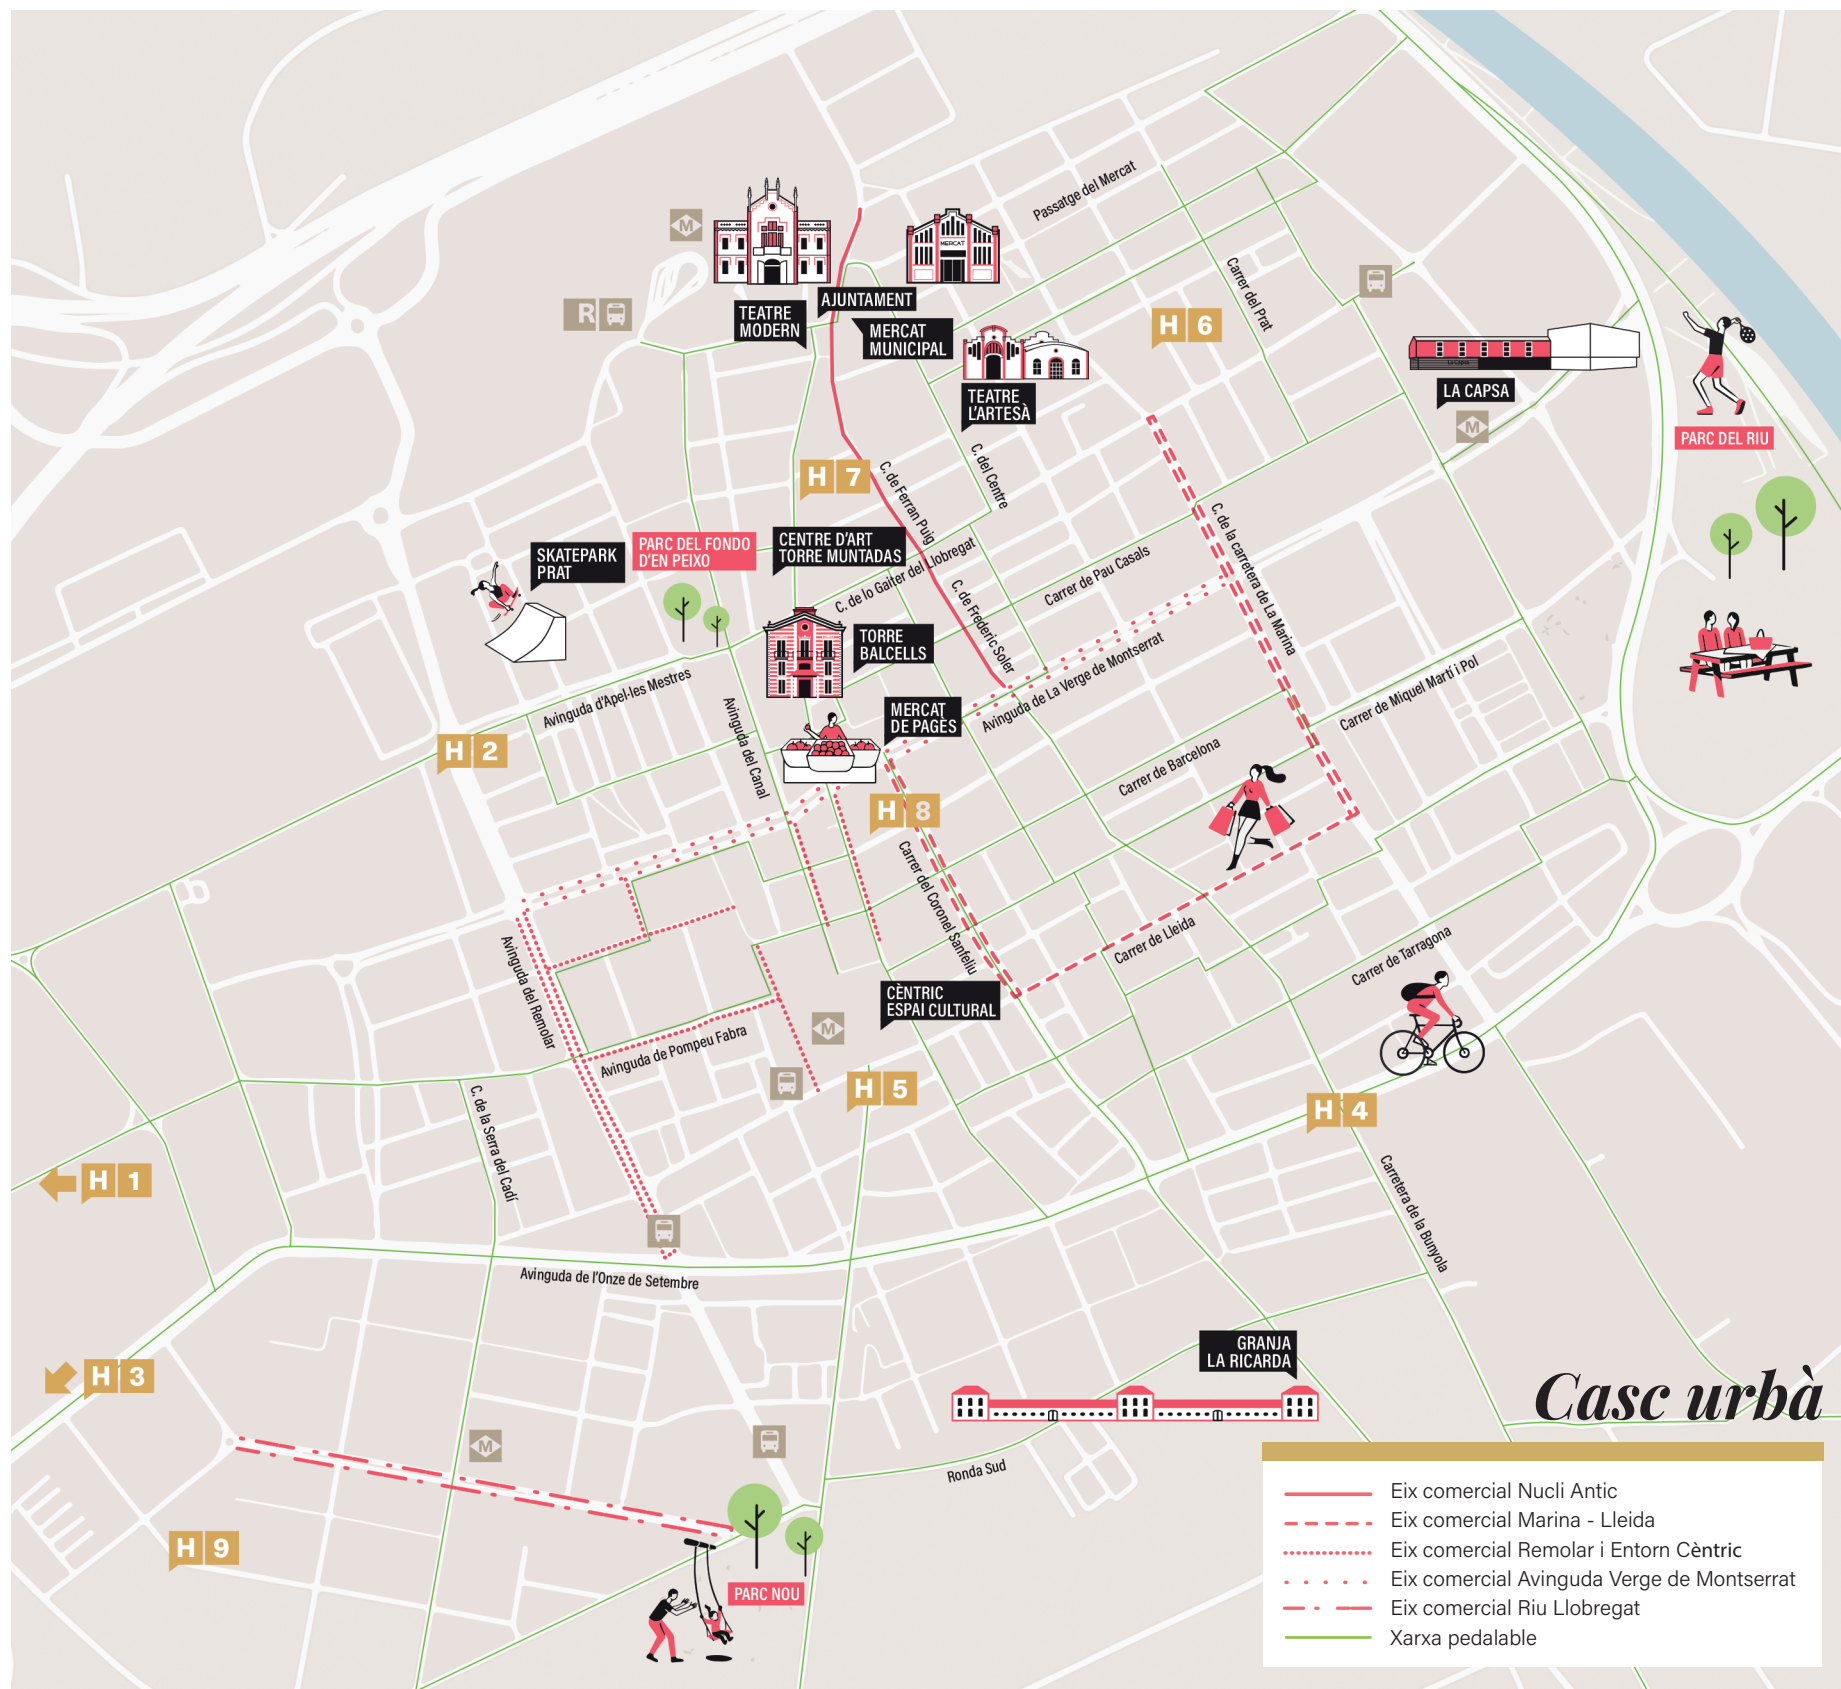 Passatge del Mercat
M
MERCAT
Carrer del Prat
AJUNTAMENT
TEATRE
MODERN
R
MERCAT
MUNICIPAL
H 6
LA CAPSA
TEATRE
L'ARTESÀ
M
PARC DEL RIU
H 7
C. de Ferran Puig
C. del Centre
C. de la carretera de La Marina
SKATEPARK
PRAT
PARC DEL FONDO
D'EN PEIXO
CENTRE D'ART
TORRE MUNTADAS
C. de lo Gaiter del Llobregat
Carrer de Pau Casals
C. de Frederic Soler
TORRE
BALCELLS
Avinguda d'Apel·les Mestres
Avinguda de La Verge de Montserrat
Carrer de Miquel Martí i Pol
MERCAT
DE PAGÈS
Avinguda del Canal
H 2
Carrer de Barcelona
H 8
Carrer del Coronel Sanfeliu
Carrer de Lleida
Carrer de Tarragona
Avinguda del Remolar
CÈNTRIC
ESPAI CULTURAL
M
Avinguda de Pompeu Fabra
H 5
H 4
C. de la Serra del Cadí
H 1
Carretera de la Bunyola
Avinguda de l'Onze de Setembre
GRANJA
LA RICARDA
H 3
M
Ronda Sud
H 9
PARC NOU
Casc urbà
Eix comercial Nucli Antic
Eix comercial Marina - Lleida
Eix comercial Remolar i Entorn Cèntric
Eix comercial Avinguda Verge de Montserrat
Eix comercial Riu Llobregat
Xarxa pedalable